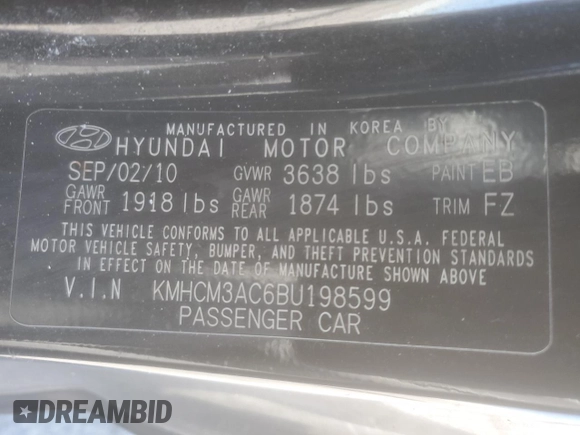 MANUFACTURED IN KOREA BY
HYUNDAI MOTOR COMPANY
SEP/02/10 GVWR 3638 lbs PAINT EB
GAWR FRONT 1918 lbs GAWR REAR 1874 lbs TRIM FZ
THIS VEHICLE CONFORMS TO ALL APPLICABLE U.S.A. FEDERAL
MOTOR VEHICLE SAFETY, BUMPER, AND THEFT PREVENTION STANDARDS
IN EFFECT ON THE DATE OF MANUFACTURE SHOWN ABOVE
V.I.N KMHCM3AC6BU198599
PASSENGER CAR
DREAMBID